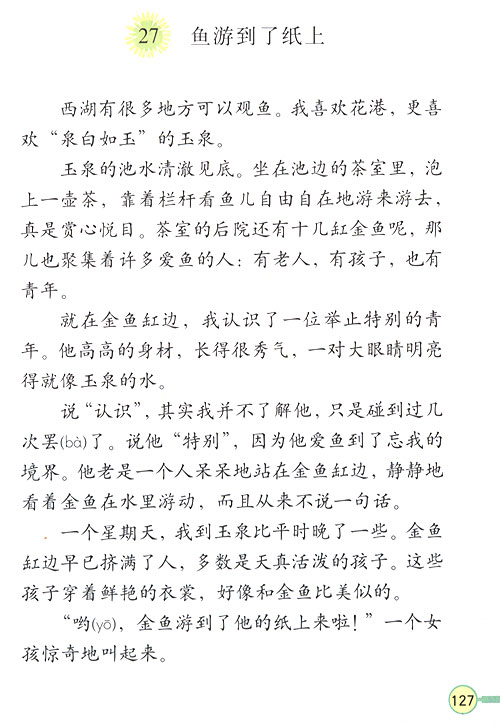 27 鱼游到了纸上
西湖有很多地方可以观鱼。我喜欢花港，更喜
欢“泉白如玉”的玉泉。
玉泉的池水清澈见底。坐在池边的茶室里，泡
上一壶茶，靠着栏杆看鱼儿自由自在地游来游去，
真是赏心悦目。茶室的后院还有十几缸金鱼呢，那
儿也聚集着许多爱鱼的人：有老人，有孩子，也有
青年。
就在金鱼缸边，我认识了一位举止特别的青
年。他高高的身材，长得很秀气，一对大眼睛明亮
得就像玉泉的水。
说“认识”，其实我并不了解他，只是碰到过几
次罢(bà)了。说他“特别”，因为他爱鱼到了忘我的
境界。他老是一个人呆呆地站在金鱼缸边，静静地
看着金鱼在水里游动，而且从来不说一句话。
一个星期天，我到玉泉比平时晚了一些。金鱼
缸边早已挤满了人，多数是天真活泼的孩子。这些
孩子穿着鲜艳的衣裳，好像和金鱼比美似的。
“哟(yō)，金鱼游到了他的纸上来啦！”一个女
孩惊奇地叫起来。
127